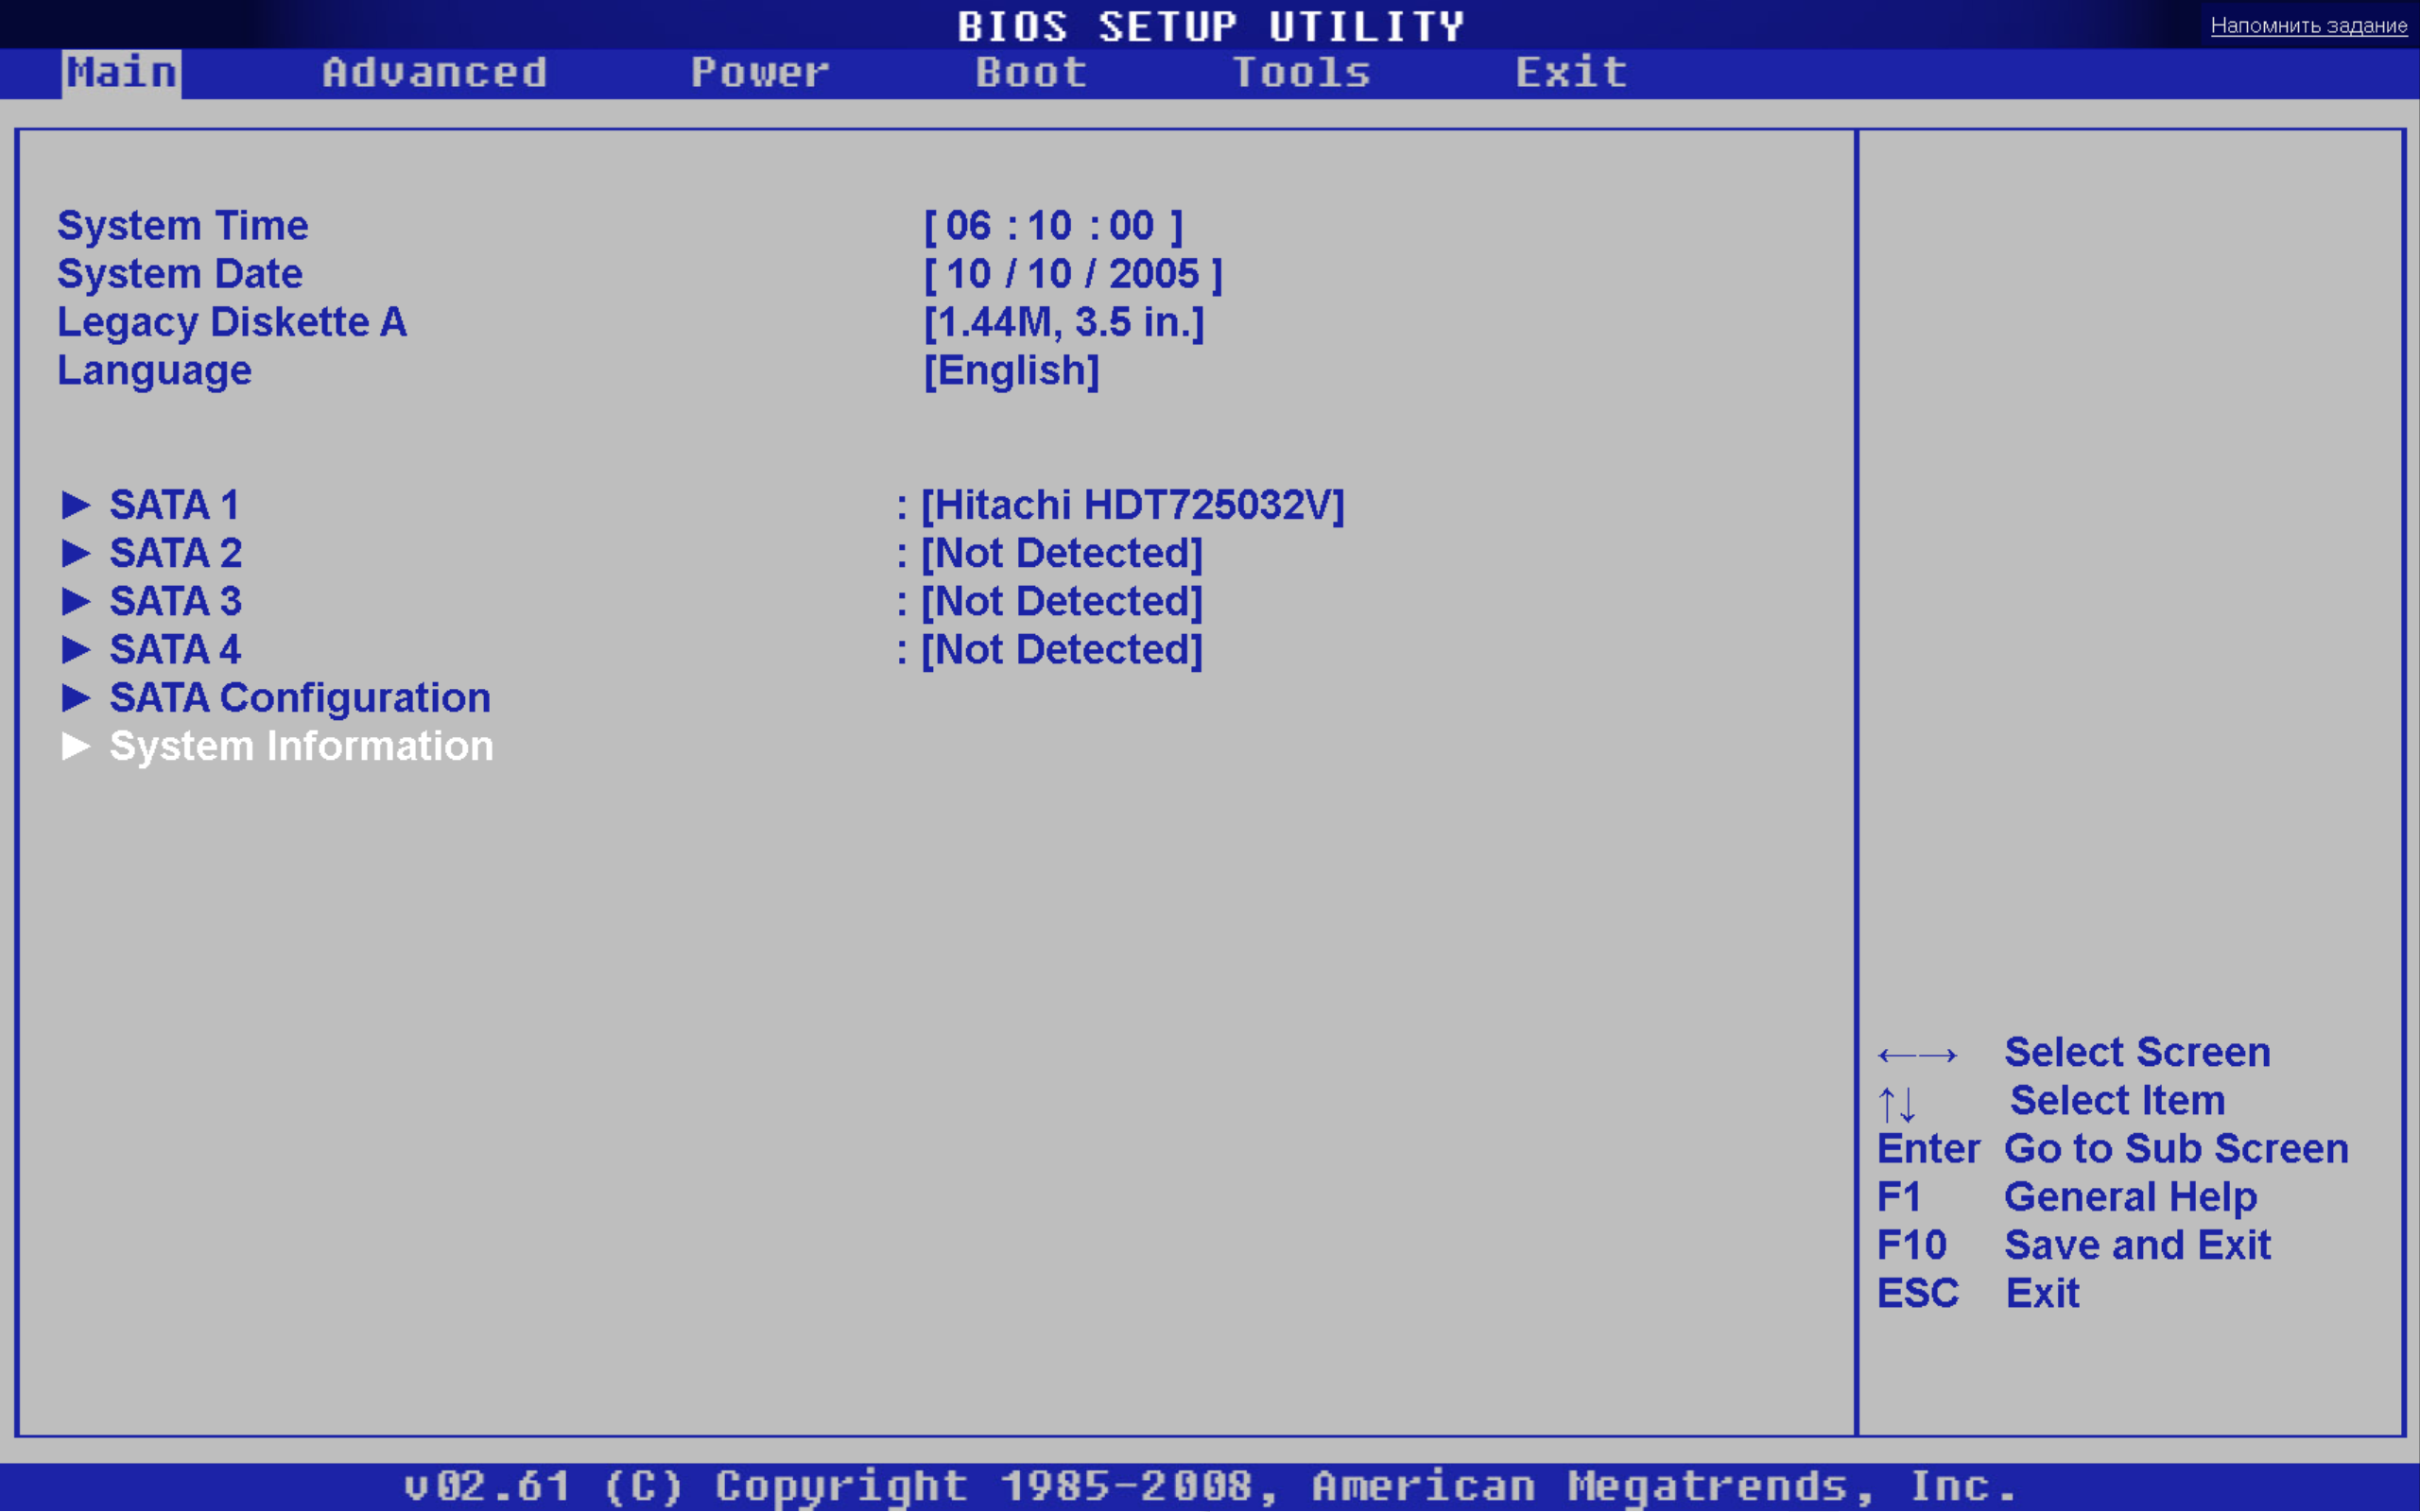 BIOS SETUP UTILITY
Напомнить задание
Main Advanced Power Boot Tools Exit
System Time [ 06 : 10 : 00 ]
System Date [ 10 / 10 / 2005 ]
Legacy Diskette A [1.44M, 3.5 in.]
Language [English]
► SATA 1 : [Hitachi HDT725032V]
► SATA 2 : [Not Detected]
► SATA 3 : [Not Detected]
► SATA 4 : [Not Detected]
► SATA Configuration
► System Information
←→ Select Screen
↑↓ Select Item
Enter Go to Sub Screen
F1 General Help
F10 Save and Exit
ESC Exit
v02.61 (C) Copyright 1985-2008, American Megatrends, Inc.